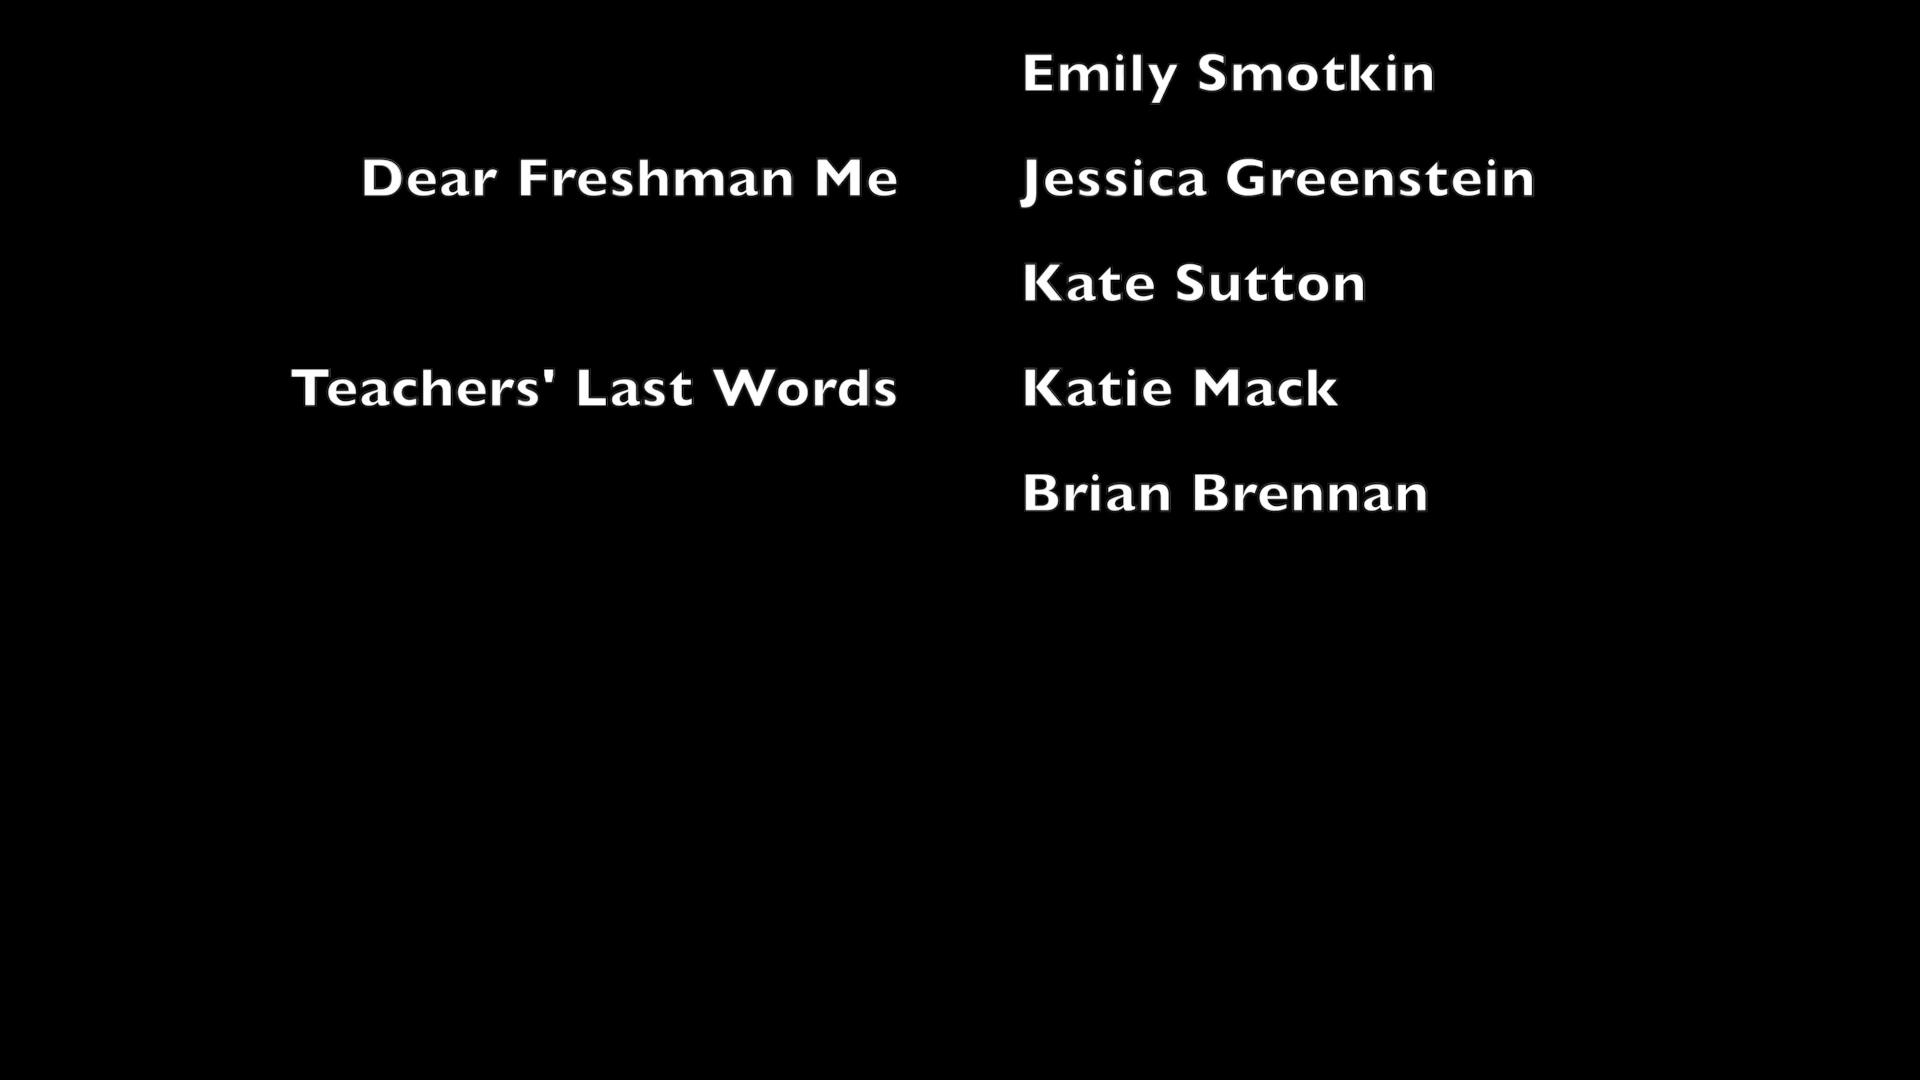 Emily Smotkin
Dear Freshman Me Jessica Greenstein
Kate Sutton
Teachers' Last Words Katie Mack
Brian Brennan